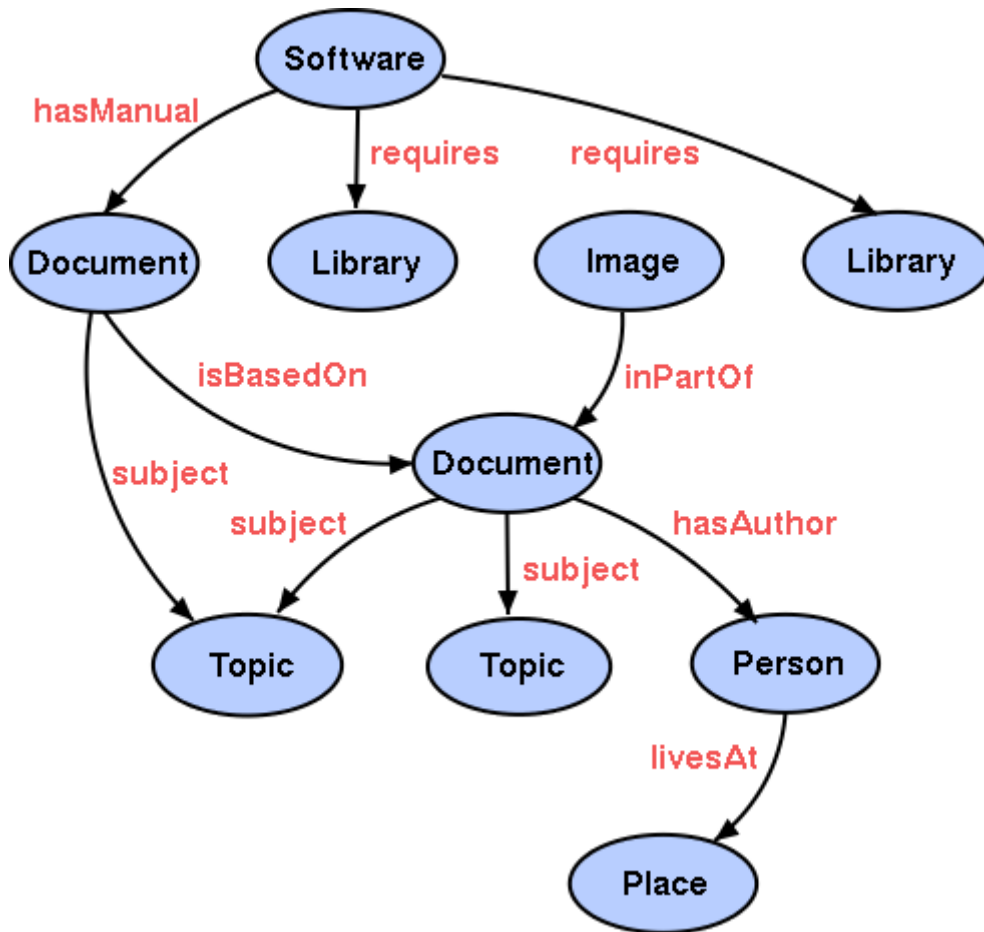 Software
hasManual
requires
requires
Document
Library
Image
Library
isBasedOn
inPartOf
Document
subject
subject
hasAuthor
subject
Topic
Topic
Person
livesAt
Place